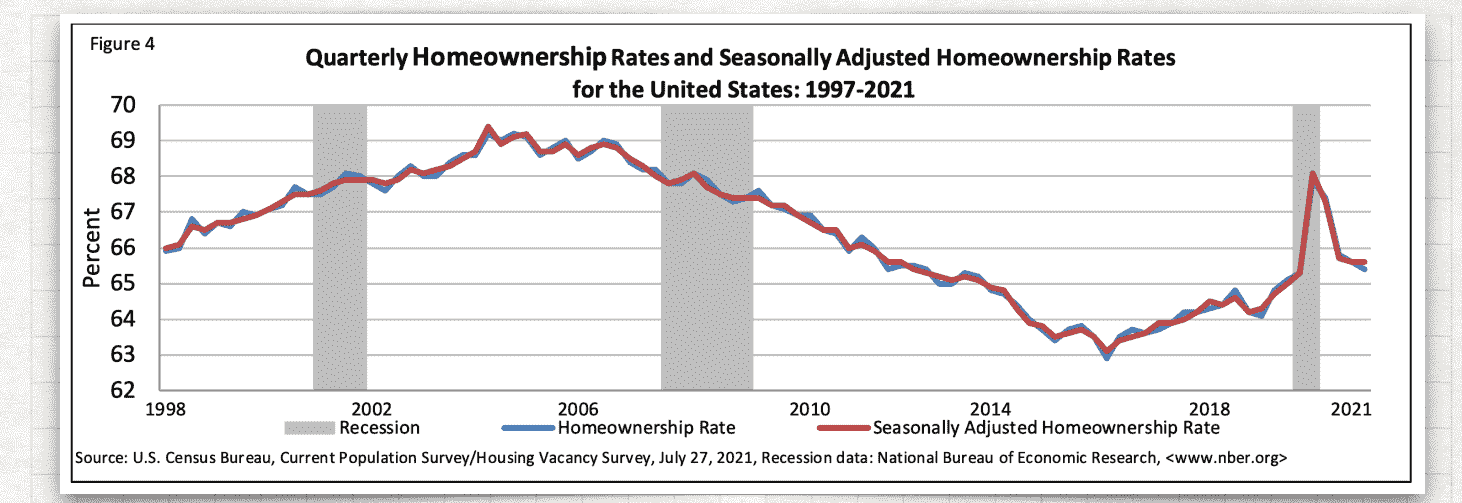 Figure 4
Quarterly Homeownership Rates and Seasonally Adjusted Homeownership Rates
for the United States: 1997-2021
Percent
70
69
68
67
66
65
64
63
62
1998 2002 2006 2010 2014 2018 2021
Recession Homeownership Rate Seasonally Adjusted Homeownership Rate
Source: U.S. Census Bureau, Current Population Survey/Housing Vacancy Survey, July 27, 2021, Recession data: National Bureau of Economic Research, <www.nber.org>